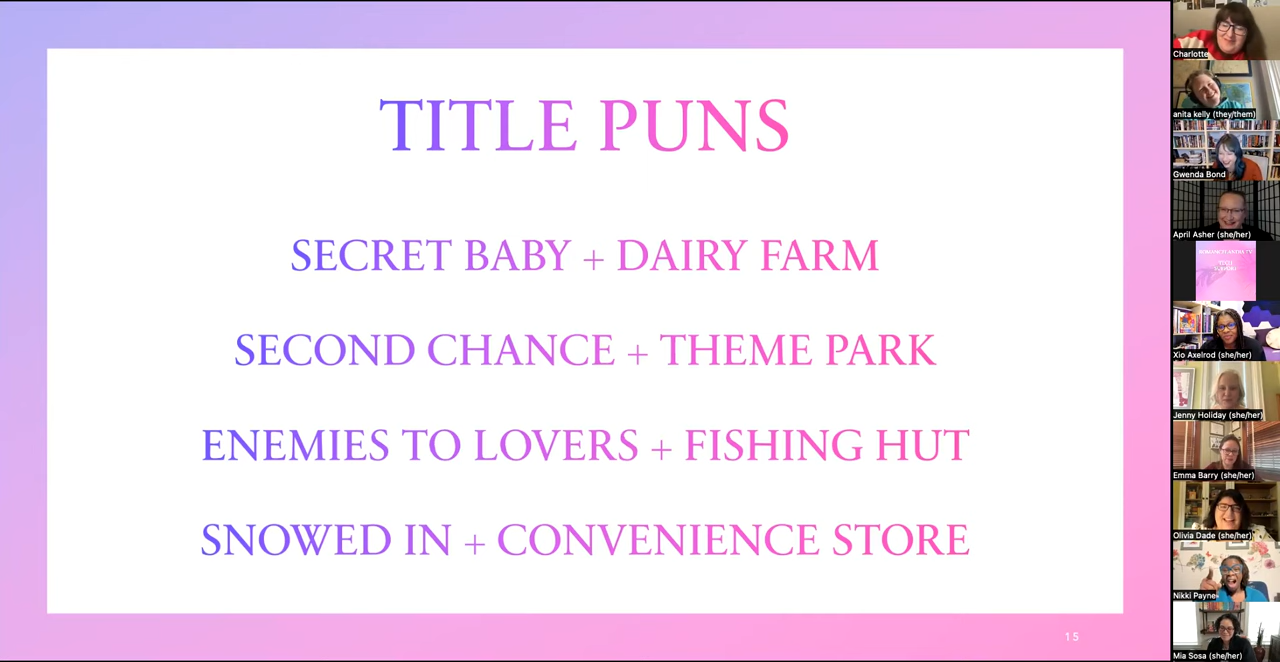 TITLE PUNS
SECRET BABY + DAIRY FARM
SECOND CHANCE + THEME PARK
ENEMIES TO LOVERS + FISHING HUT
SNOWED IN + CONVENIENCE STORE
15
Charlotte
anita kelly (they/them)
Gwenda Bond
April Asher (she/her)
Xio Axelrod (she/her)
Jenny Holiday (she/her)
Emma Barry (she/her)
Olivia Dade (she/her)
Nikki Payne
Mia Sosa (she/her)